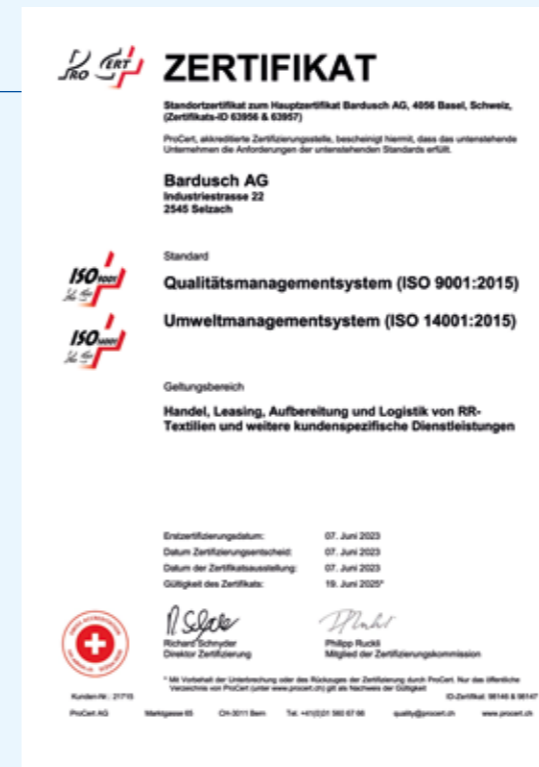 PRO CERT
ZERTIFIKAT
Standortzertifikat zum Hauptzertifikat Bardusch AG, 4056 Basel, Schweiz,
(Zertifikats-ID 63956 & 63957)
ProCert, akkreditierte Zertifizierungsstelle, bescheinigt hiermit, dass das untenstehende
Unternehmen die Anforderungen der untenstehenden Standards erfüllt.
Bardusch AG
Industriestrasse 22
2545 Selzach
Standard
ISO 9001
Qualitätsmanagementsystem (ISO 9001:2015)
ISO 14001
Umweltmanagementsystem (ISO 14001:2015)
Geltungsbereich
Handel, Leasing, Aufbereitung und Logistik von RR-
Textilien und weitere kundenspezifische Dienstleistungen
Erstzertifizierungsdatum: 07. Juni 2023
Datum Zertifizierungsentscheid: 07. Juni 2023
Datum der Zertifikatsausstellung: 07. Juni 2023
Gültigkeit des Zertifikats: 19. Juni 2025*
Richard Schnyder
Direktor Zertifizierung
Philipp Ruckli
Mitglied der Zertifizierungskommission
* Mit Vorbehalt der Unterbrechung oder des Rückzuges der Zertifizierung durch ProCert. Nur das öffentliche
Verzeichnis von ProCert (unter www.procert.ch) gilt als Nachweis der Gültigkeit
Kunden-Nr.: 21715 ID-Zertifikat: 98146 & 98147
ProCert AG Marktgasse 65 CH-3011 Bern Tel. +41(0)31 560 67 66 quality@procert.ch www.procert.ch